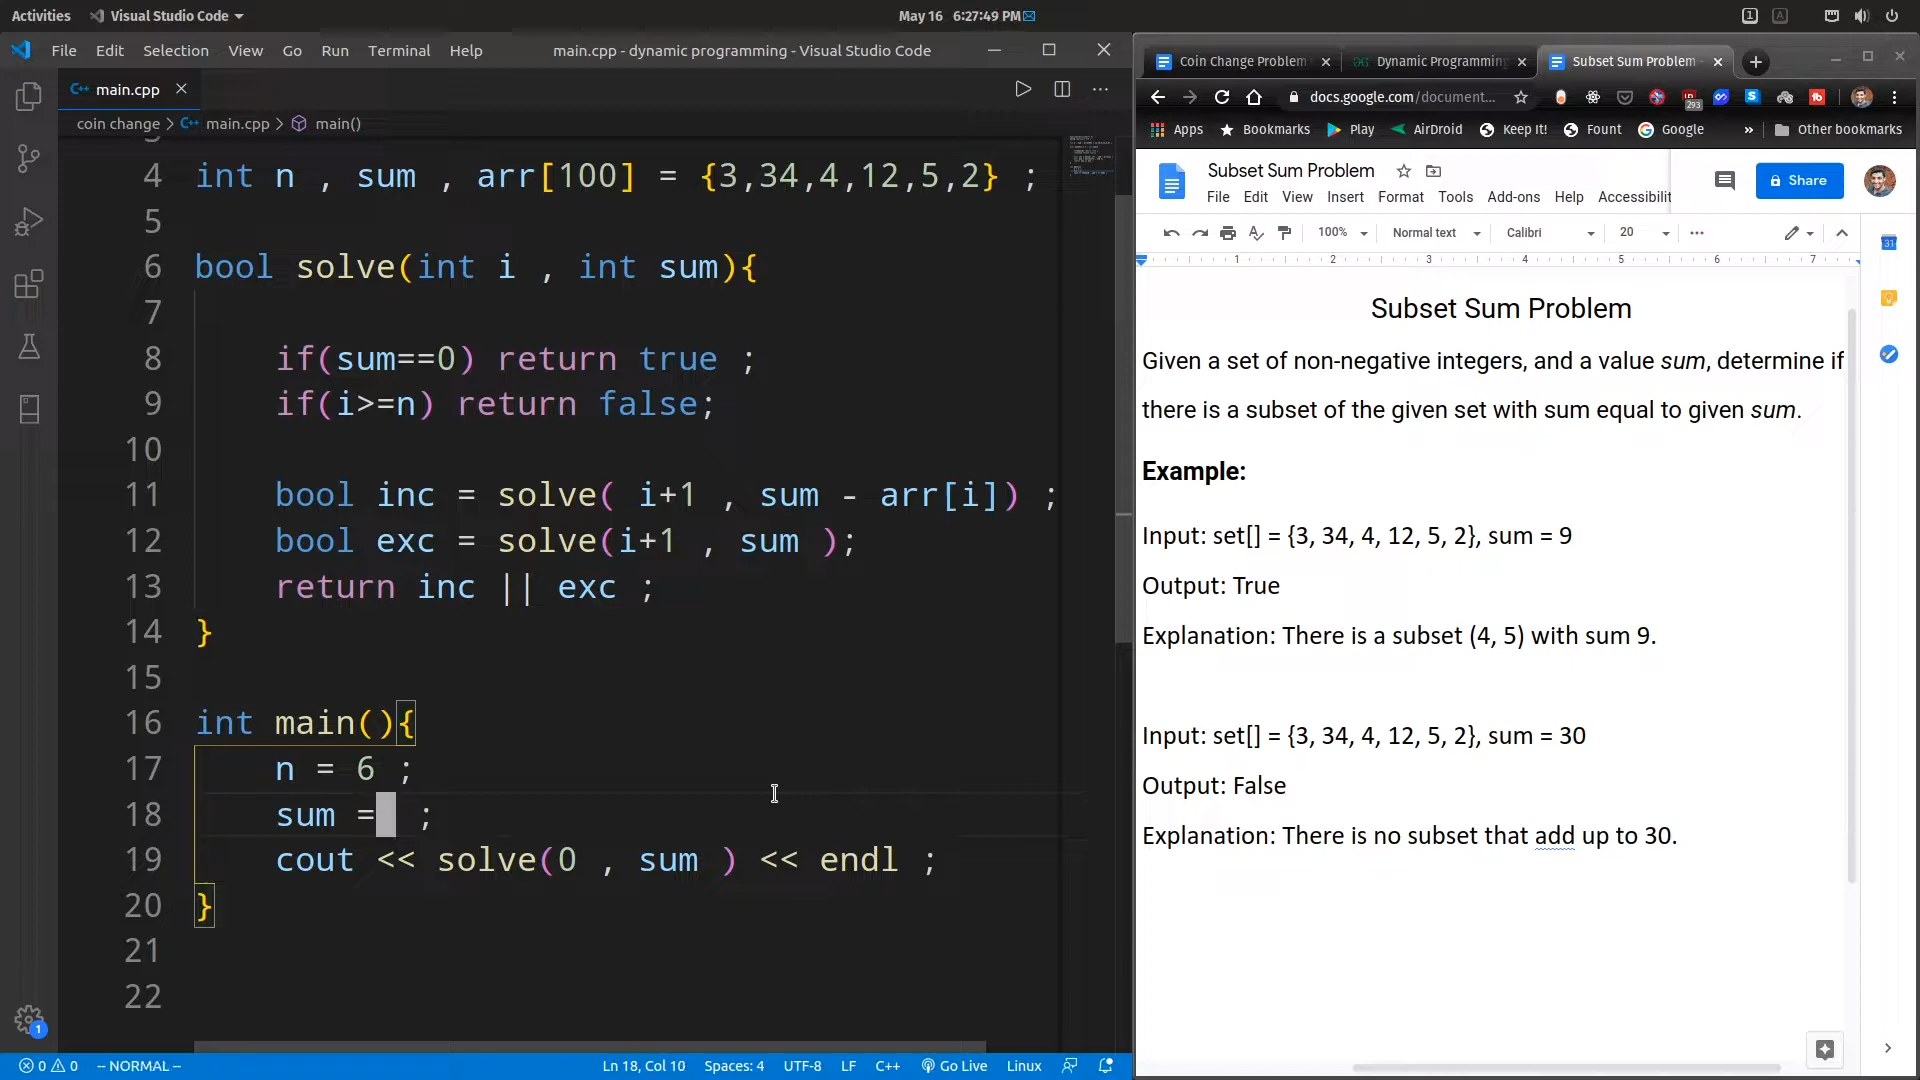 Activities
Visual Studio Code
May 16 6:27:49 PM
1
A
File Edit Selection View Go Run Terminal Help
main.cpp - dynamic programming - Visual Studio Code
main.cpp
coin change > main.cpp > main()
4 int n , sum , arr[100] = {3,34,4,12,5,2} ;
5
6 bool solve(int i , int sum){
7
8 if(sum==0) return true ;
9 if(i>=n) return false;
10
11 bool inc = solve( i+1 , sum - arr[i]) ;
12 bool exc = solve(i+1 , sum );
13 return inc || exc ;
14 }
15
16 int main(){
17 n = 6 ;
18 sum = ;
19 cout << solve(0 , sum ) << endl ;
20 }
21
22
1
0 0 -- NORMAL --
Ln 18, Col 10 Spaces: 4 UTF-8 LF C++ Go Live Linux
Coin Change Problem
Dynamic Programming
Subset Sum Problem -
docs.google.com/document...
293
Apps Bookmarks Play AirDroid Keep It! Fount Google » Other bookmarks
Subset Sum Problem
Share
File Edit View Insert Format Tools Add-ons Help Accessibilit
100% Normal text Calibri 20
1 2 3 4 5 6 7
31
Subset Sum Problem
Given a set of non-negative integers, and a value sum, determine if
there is a subset of the given set with sum equal to given sum.
Example:
Input: set[] = {3, 34, 4, 12, 5, 2}, sum = 9
Output: True
Explanation: There is a subset (4, 5) with sum 9.
Input: set[] = {3, 34, 4, 12, 5, 2}, sum = 30
Output: False
Explanation: There is no subset that add up to 30.